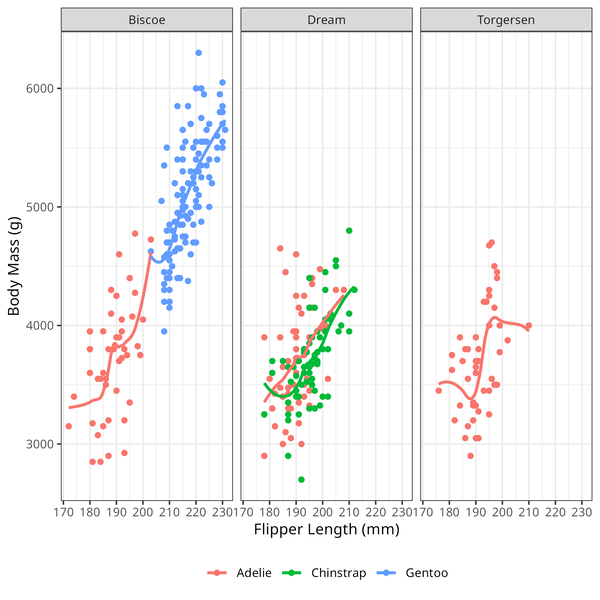 Biscoe Dream Torgersen
6000
5000
4000
3000
170 180 190 200 210 220 230 170 180 190 200 210 220 230 170 180 190 200 210 220 230
Body Mass (g)
Flipper Length (mm)
Adelie Chinstrap Gentoo